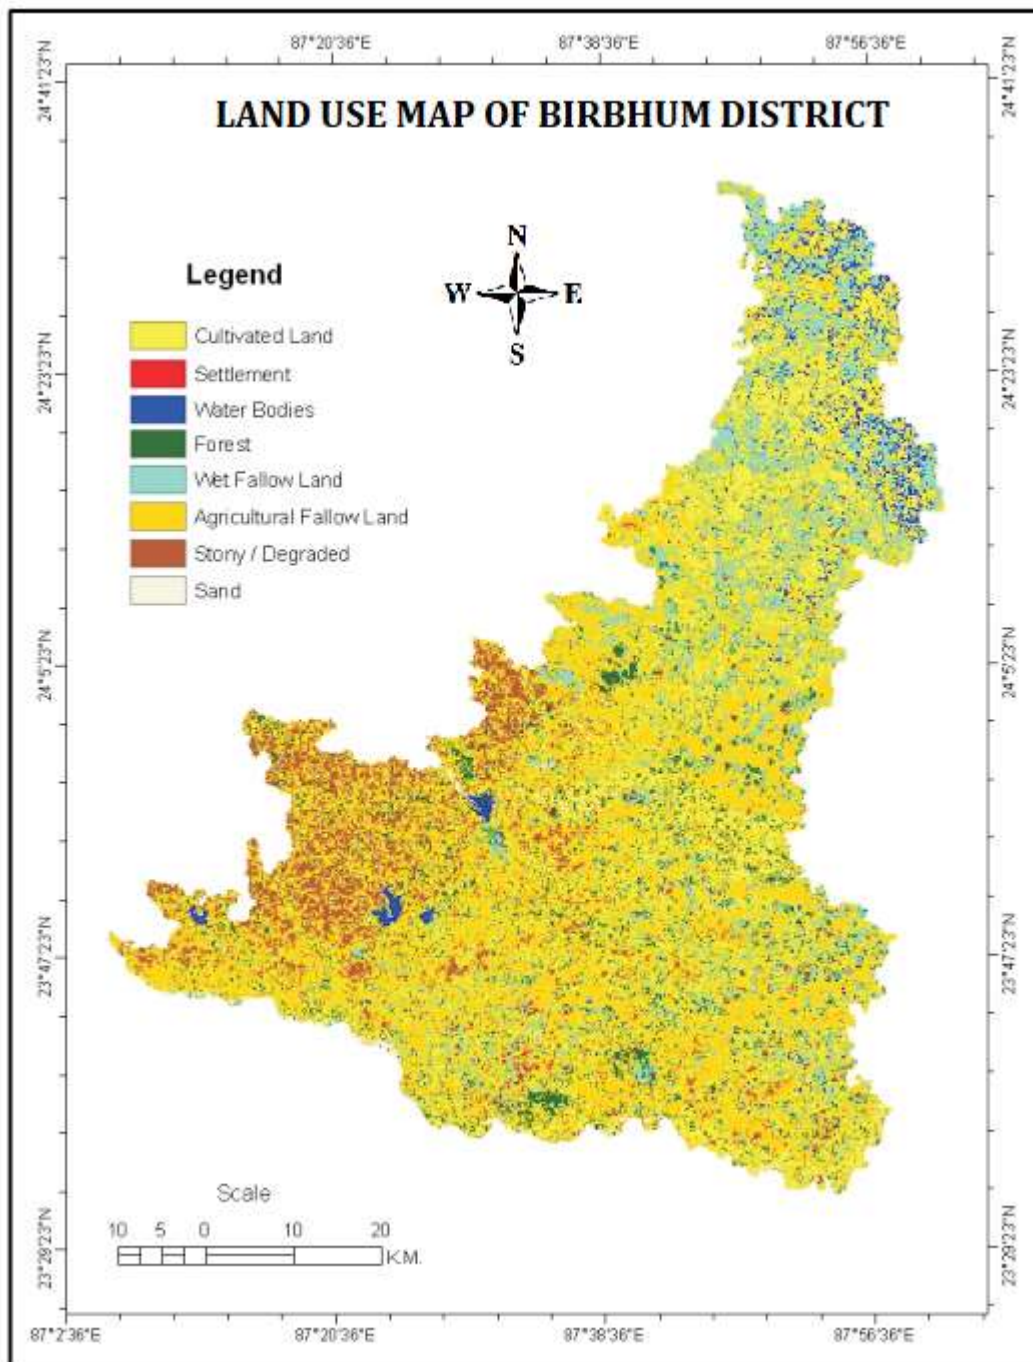 87°20'36"E 87°38'36"E 87°56'36"E
24°41'23"N 24°41'23"N
LAND USE MAP OF BIRBHUM DISTRICT
N
W E
S
Legend
Cultivated Land
Settlement
Water Bodies
Forest
Wet Fallow Land
Agricultural Fallow Land
Stony / Degraded
Sand
24°23'23"N 24°23'23"N
24°5'23"N 24°5'23"N
23°47'23"N 23°47'23"N
Scale
10 5 0 10 20
K.M.
23°29'23"N 23°29'23"N
87°2'36"E 87°20'36"E 87°38'36"E 87°56'36"E